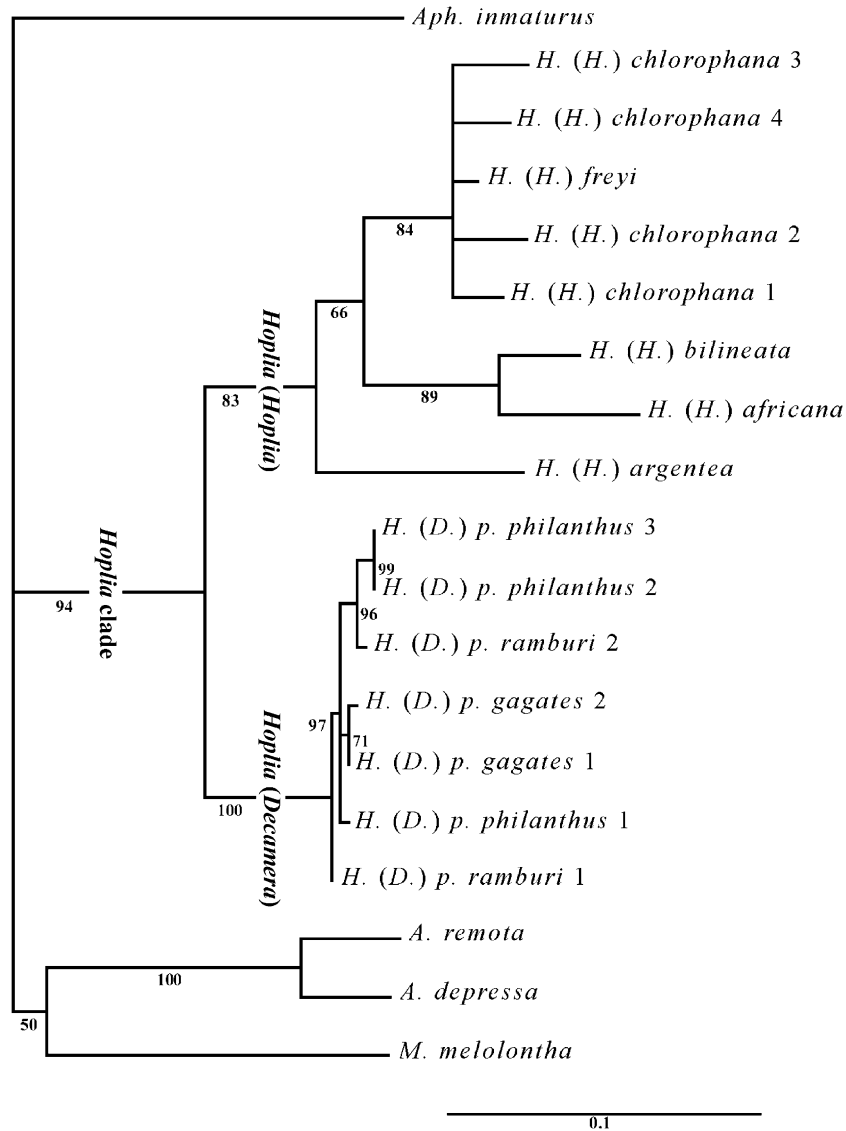 Aph. inmaturus
H. (H.) chlorophana 3
H. (H.) chlorophana 4
H. (H.) freyi
84
H. (H.) chlorophana 2
H. (H.) chlorophana 1
66
H. (H.) bilineata
Hoplia (Hoplia)
83
89
H. (H.) africana
H. (H.) argentea
H. (D.) p. philanthus 3
99
H. (D.) p. philanthus 2
Hoplia clade
94
96
H. (D.) p. ramburi 2
H. (D.) p. gagates 2
97
71
H. (D.) p. gagates 1
Hoplia (Decamera)
100
H. (D.) p. philanthus 1
H. (D.) p. ramburi 1
A. remota
100
A. depressa
50
M. melolontha
0.1